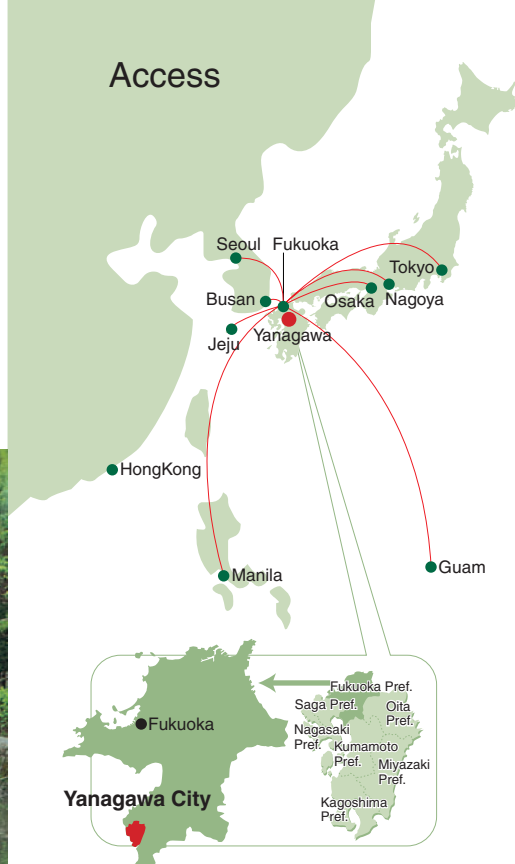 Access
Seoul
Fukuoka
Tokyo
Busan
Osaka
Nagoya
Yanagawa
Jeju
HongKong
Manila
Guam
Fukuoka Pref.
Saga Pref.
Oita
Pref.
Fukuoka
Nagasaki
Pref.
Kumamoto
Pref.
Miyazaki
Pref.
Yanagawa City
Kagoshima
Pref.